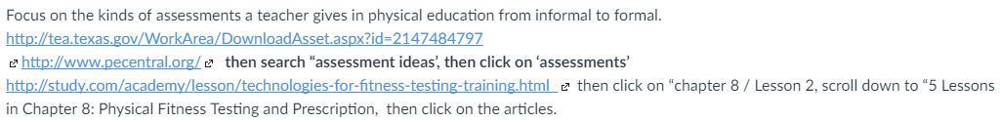 Focus on the kinds of assessments a teacher gives in physical education from informal to formal.
http://tea.texas.gov/WorkArea/DownloadAsset.aspx?id=2147484797
http://www.pecentral.org/ then search “assessment ideas’, then click on ‘assessments’
http://study.com/academy/lesson/technologies-for-fitness-testing-training.html then click on “chapter 8 / Lesson 2, scroll down to “5 Lessons
in Chapter 8: Physical Fitness Testing and Prescription, then click on the articles.